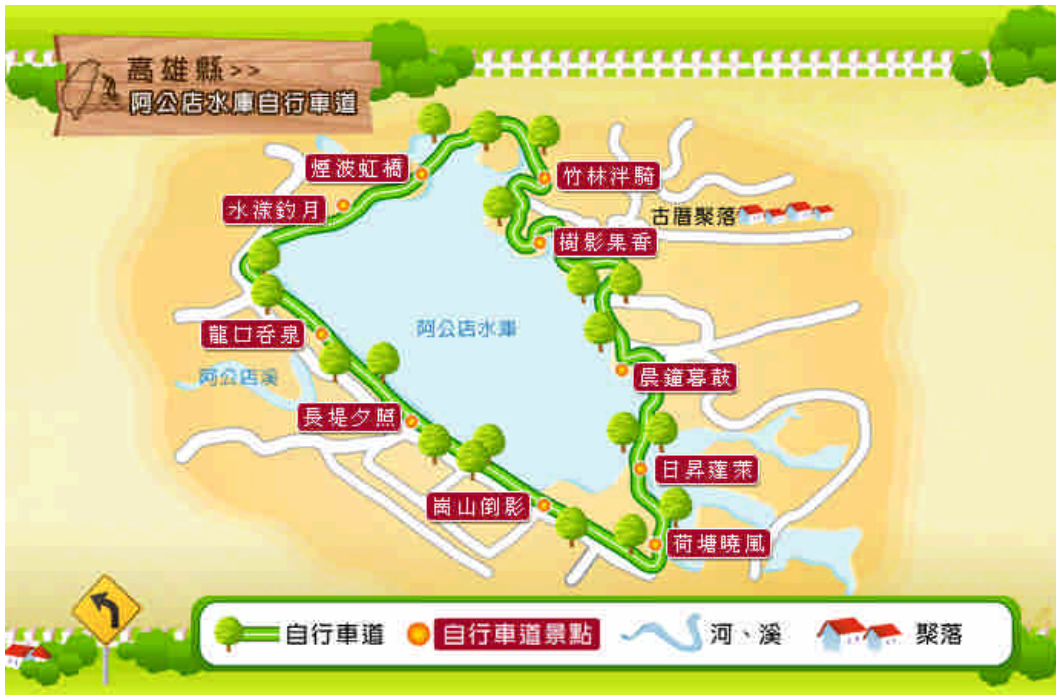 高雄縣>>
阿公店水庫自行車道
煙波虹橋
竹林泮騎
水漾釣月
古厝聚落
樹影果香
龍口吞泉
阿公店水庫
阿公店溪
晨鐘暮鼓
長堤夕照
日昇蓬萊
崗山倒影
荷塘曉風
自行車道
自行車道景點
河、溪
聚落